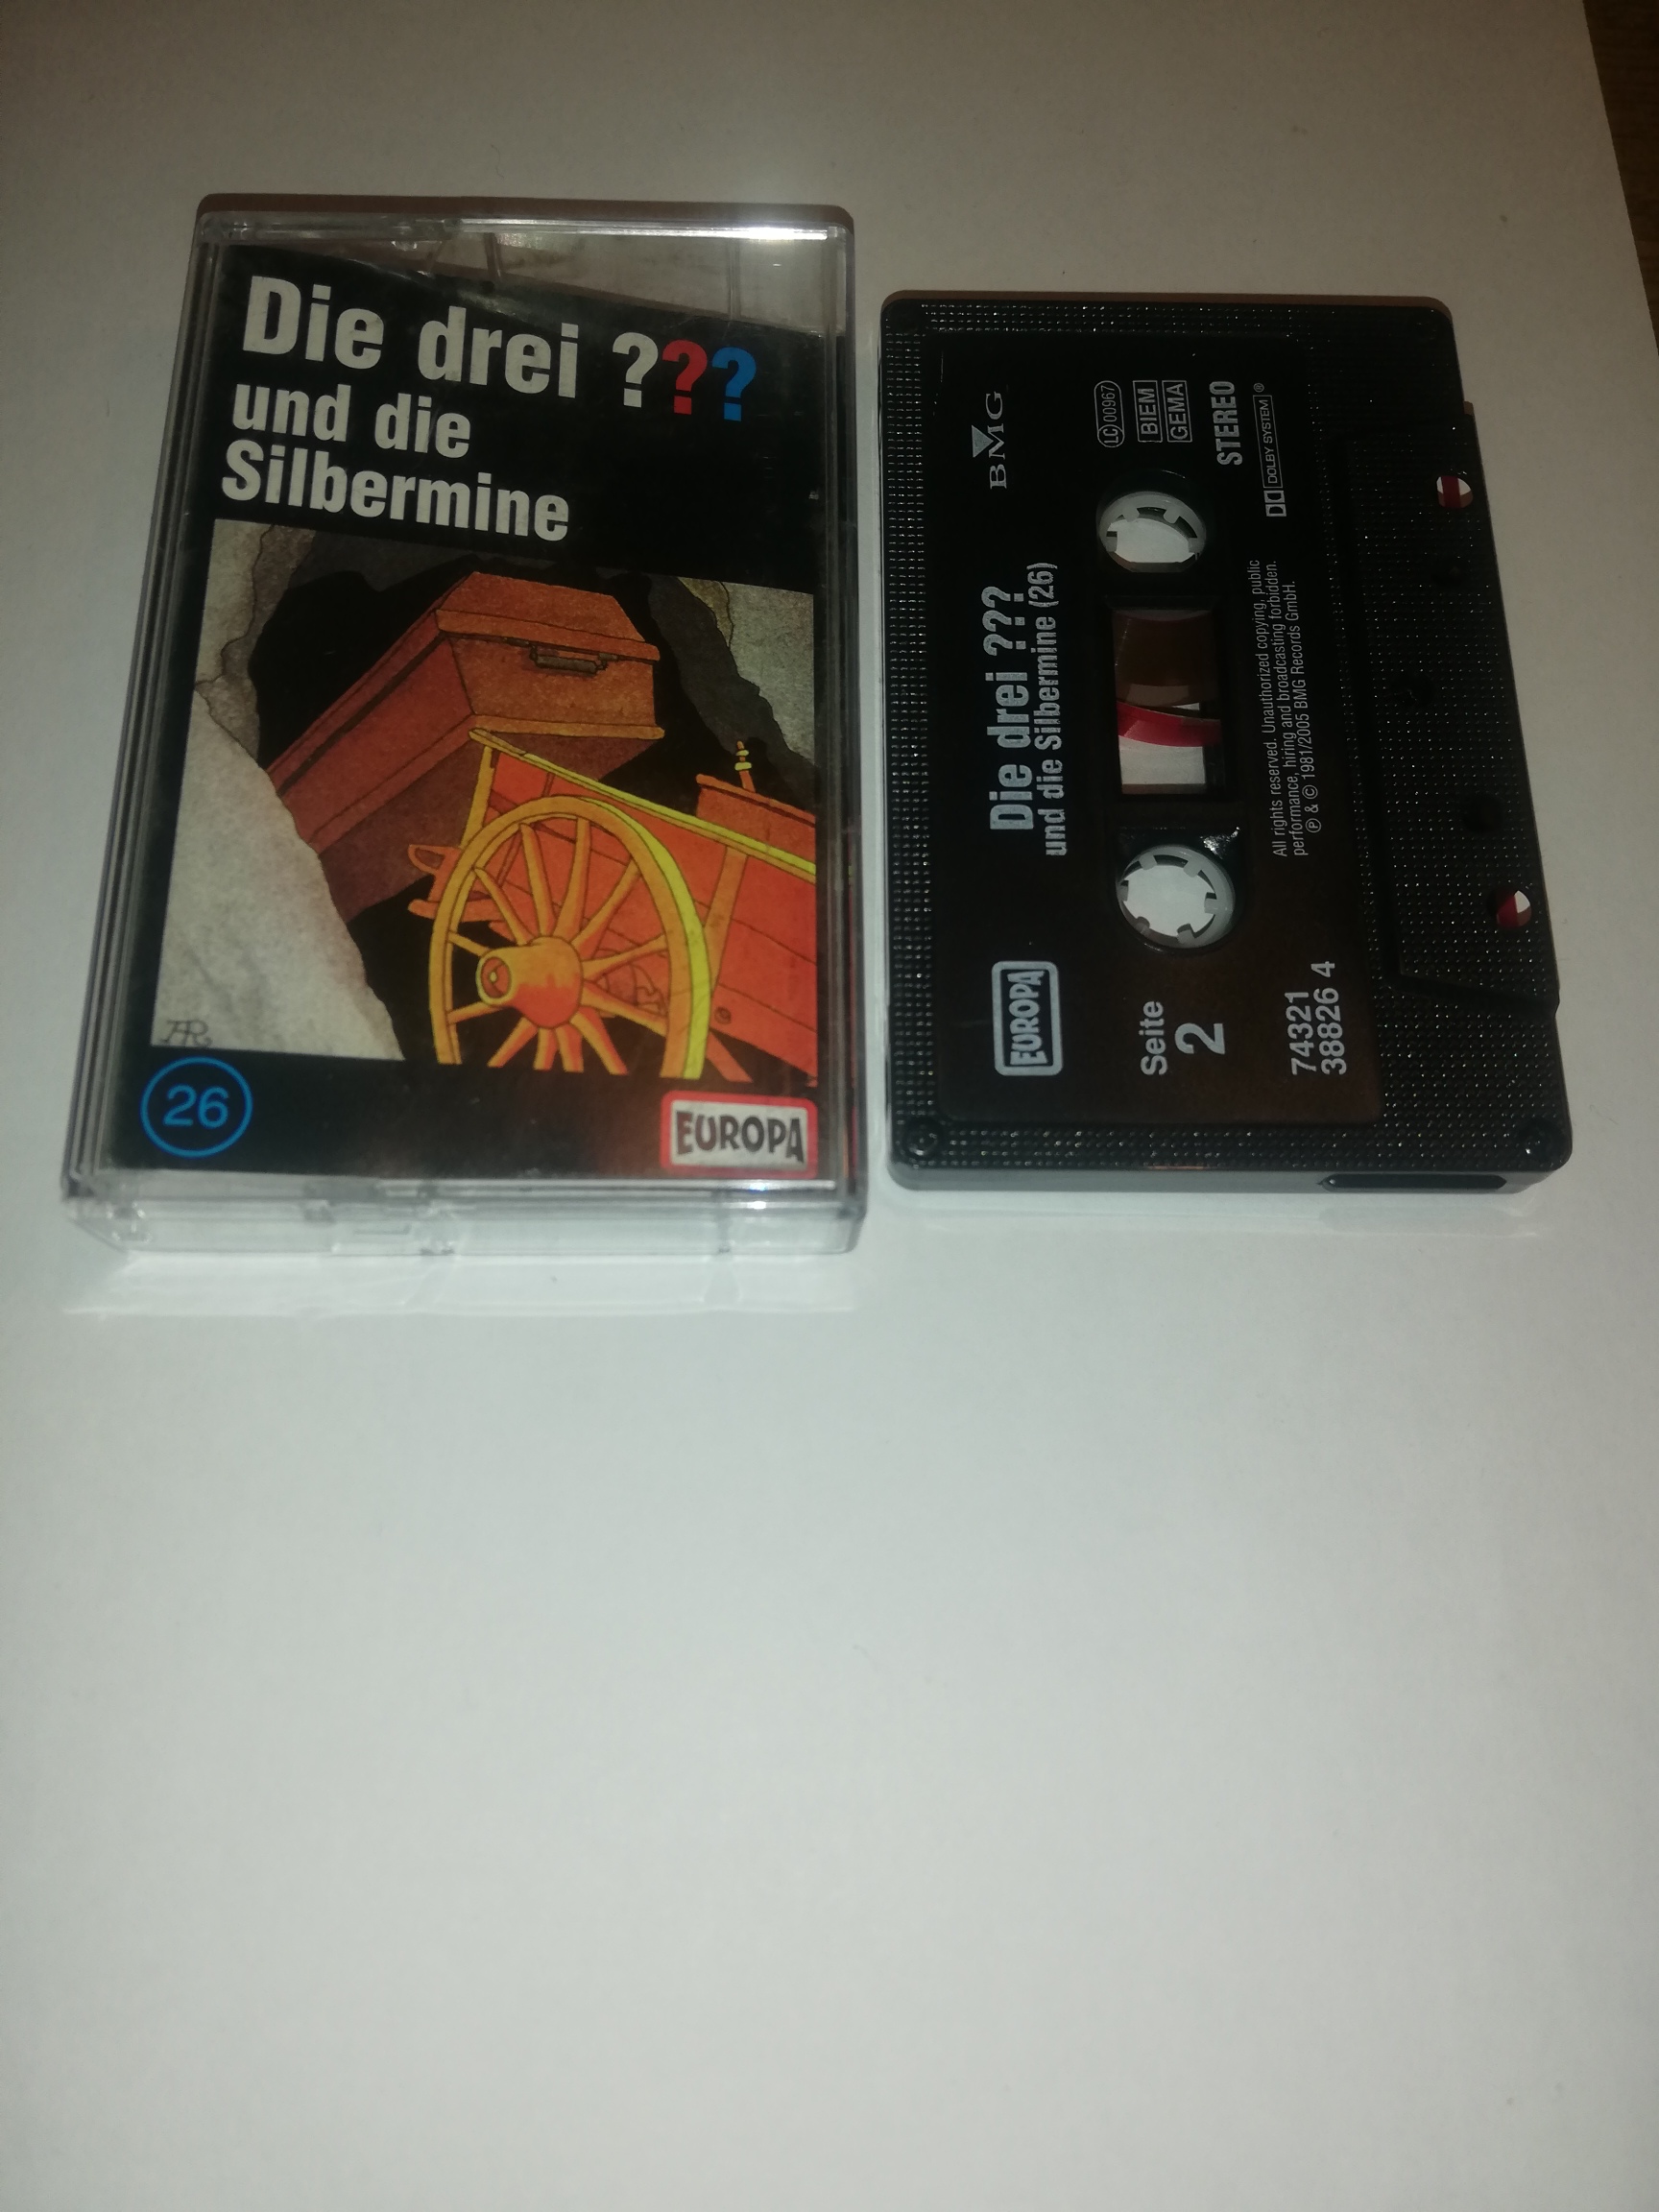 Die drei ???
und die
Silbermine
26
EUROPA
BMG
LC 00967
BIEM
GEMA
STEREO
DOLBY SYSTEM ®
Die drei ???
und die Silbermine (26)
All rights reserved. Unauthorized copying, public
performance, hiring and broadcasting forbidden.
℗ & © 1981/2005 BMG Records GmbH.
EUROPA
Seite
2
74321
38826 4